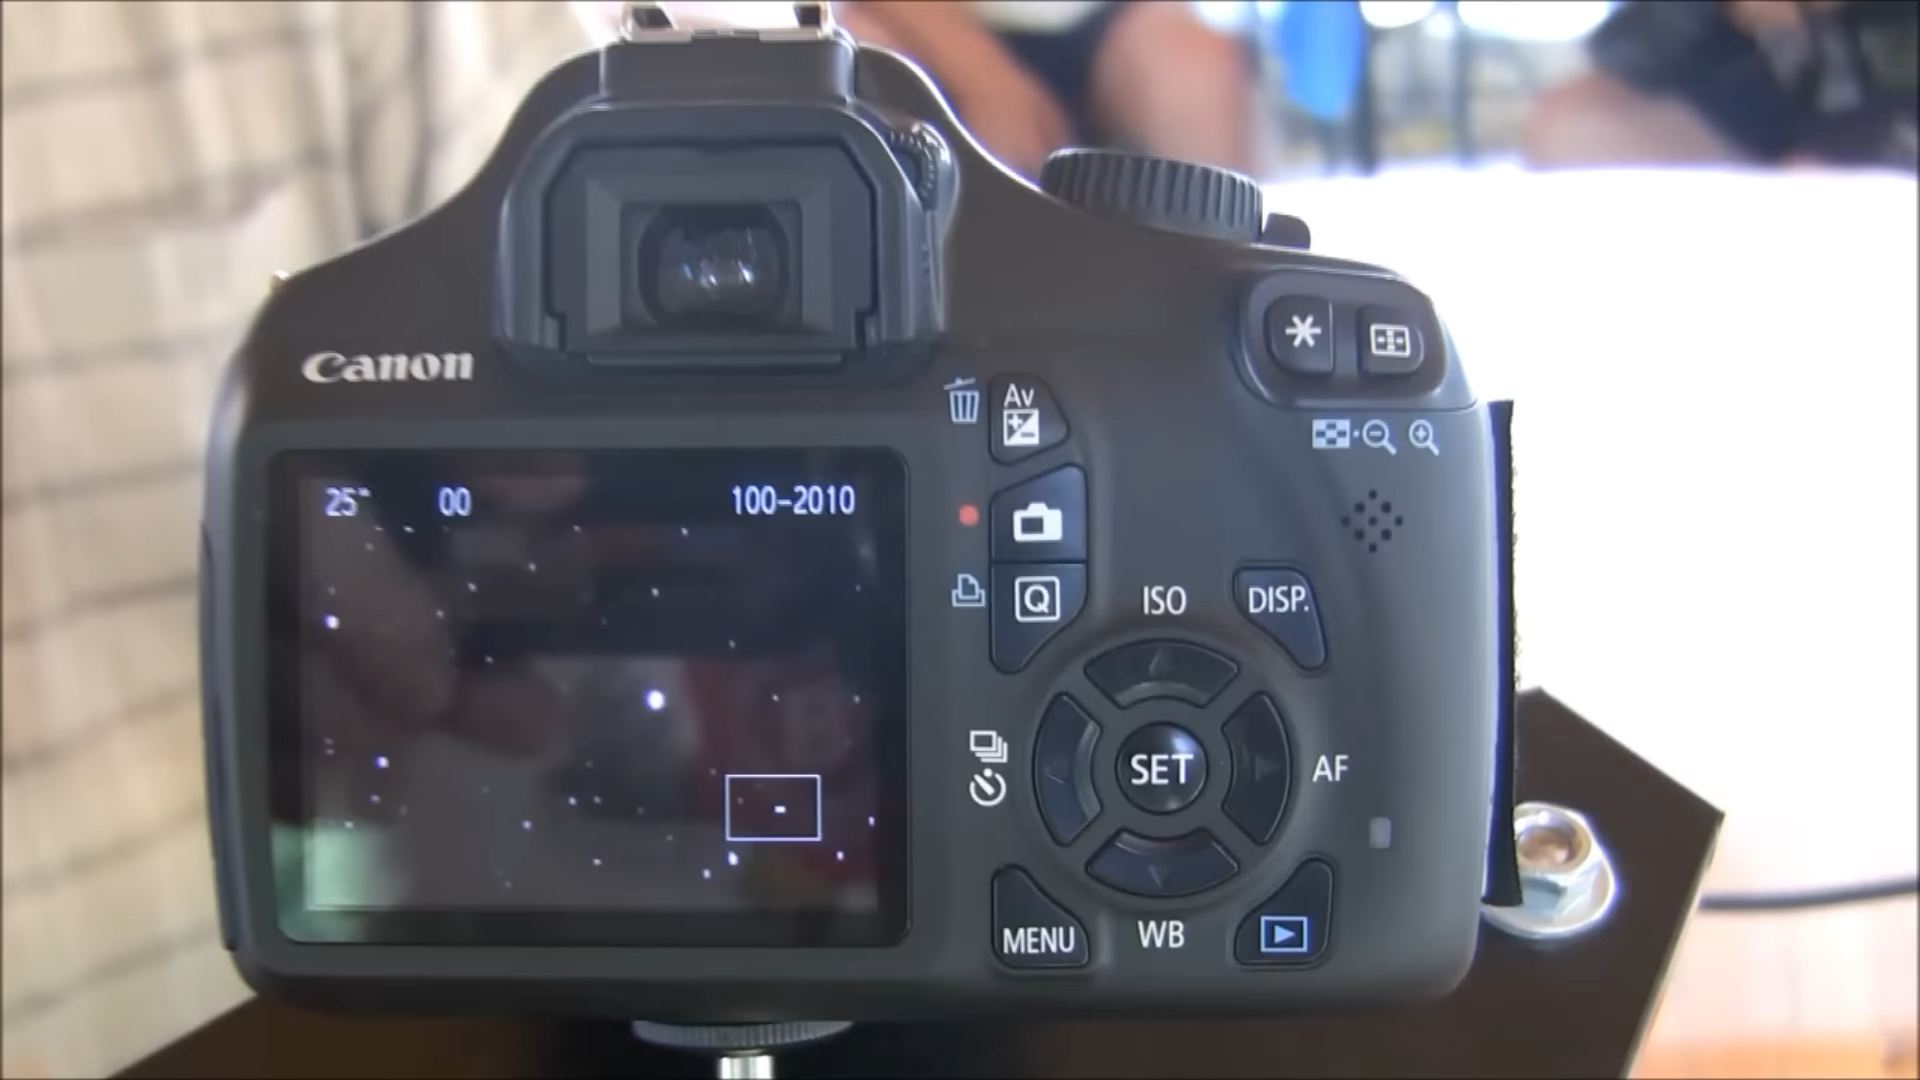 Canon
25" 00 100-2010
Av
Q
ISO
DISP.
SET
AF
MENU
WB